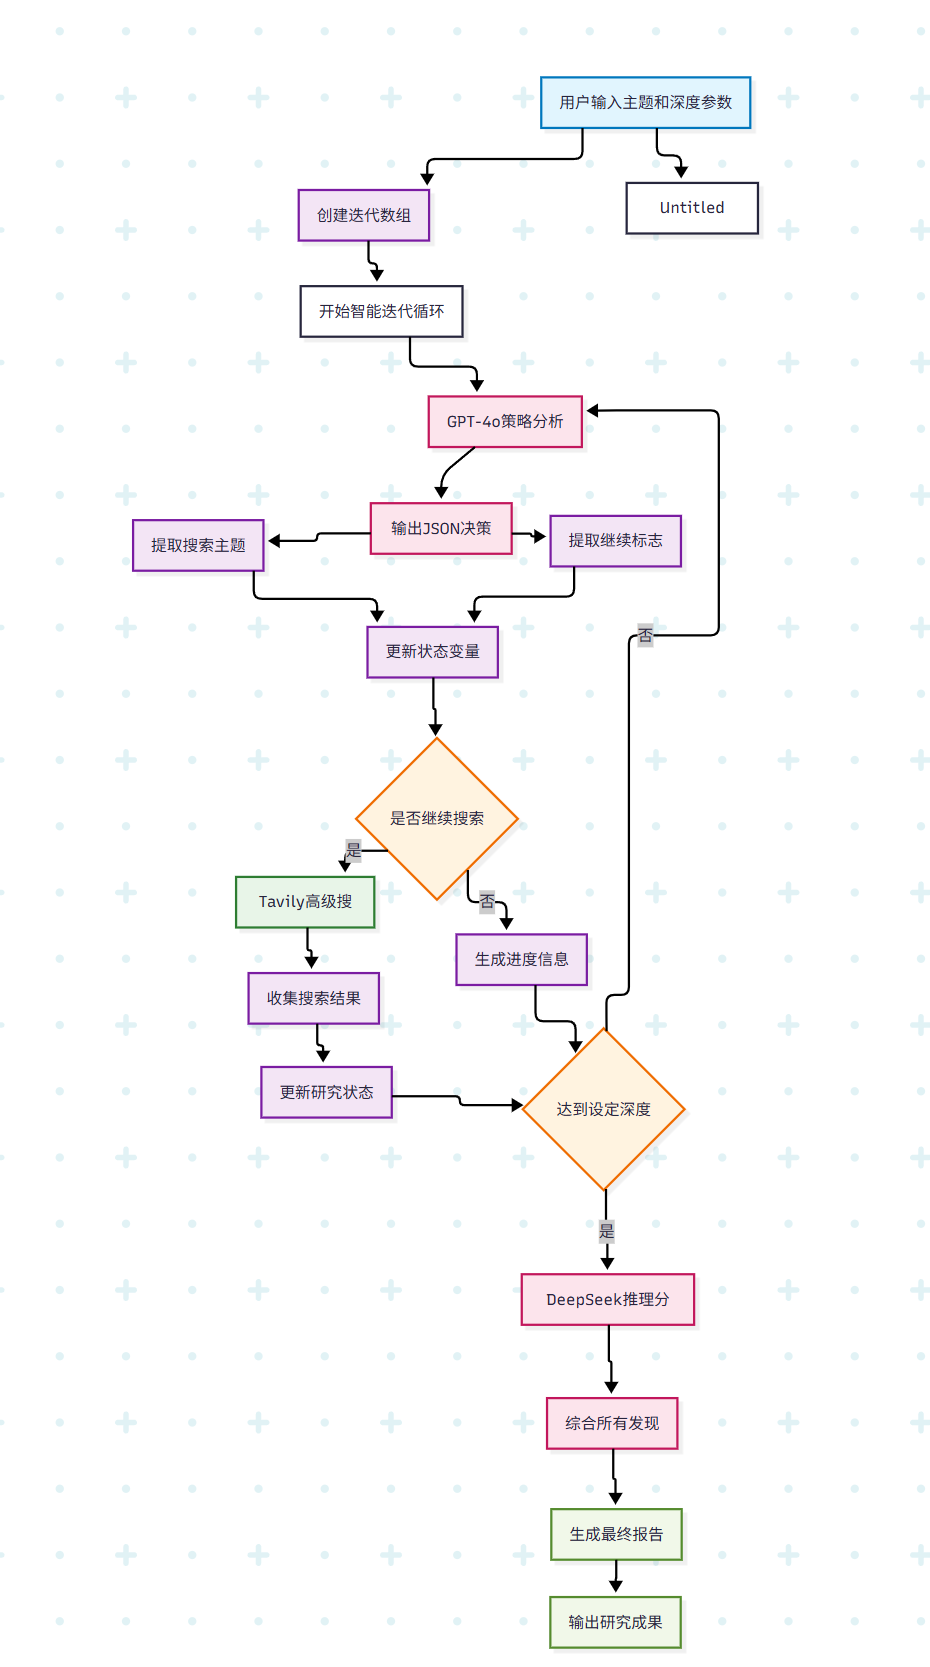 用户输入主题和深度参数
Untitled
创建迭代数组
开始智能迭代循环
GPT-4o策略分析
输出JSON决策
提取搜索主题
提取继续标志
更新状态变量
否
是否继续搜索
是
否
Tavily高级搜
生成进度信息
收集搜索结果
更新研究状态
达到设定深度
是
DeepSeek推理分
综合所有发现
生成最终报告
输出研究成果